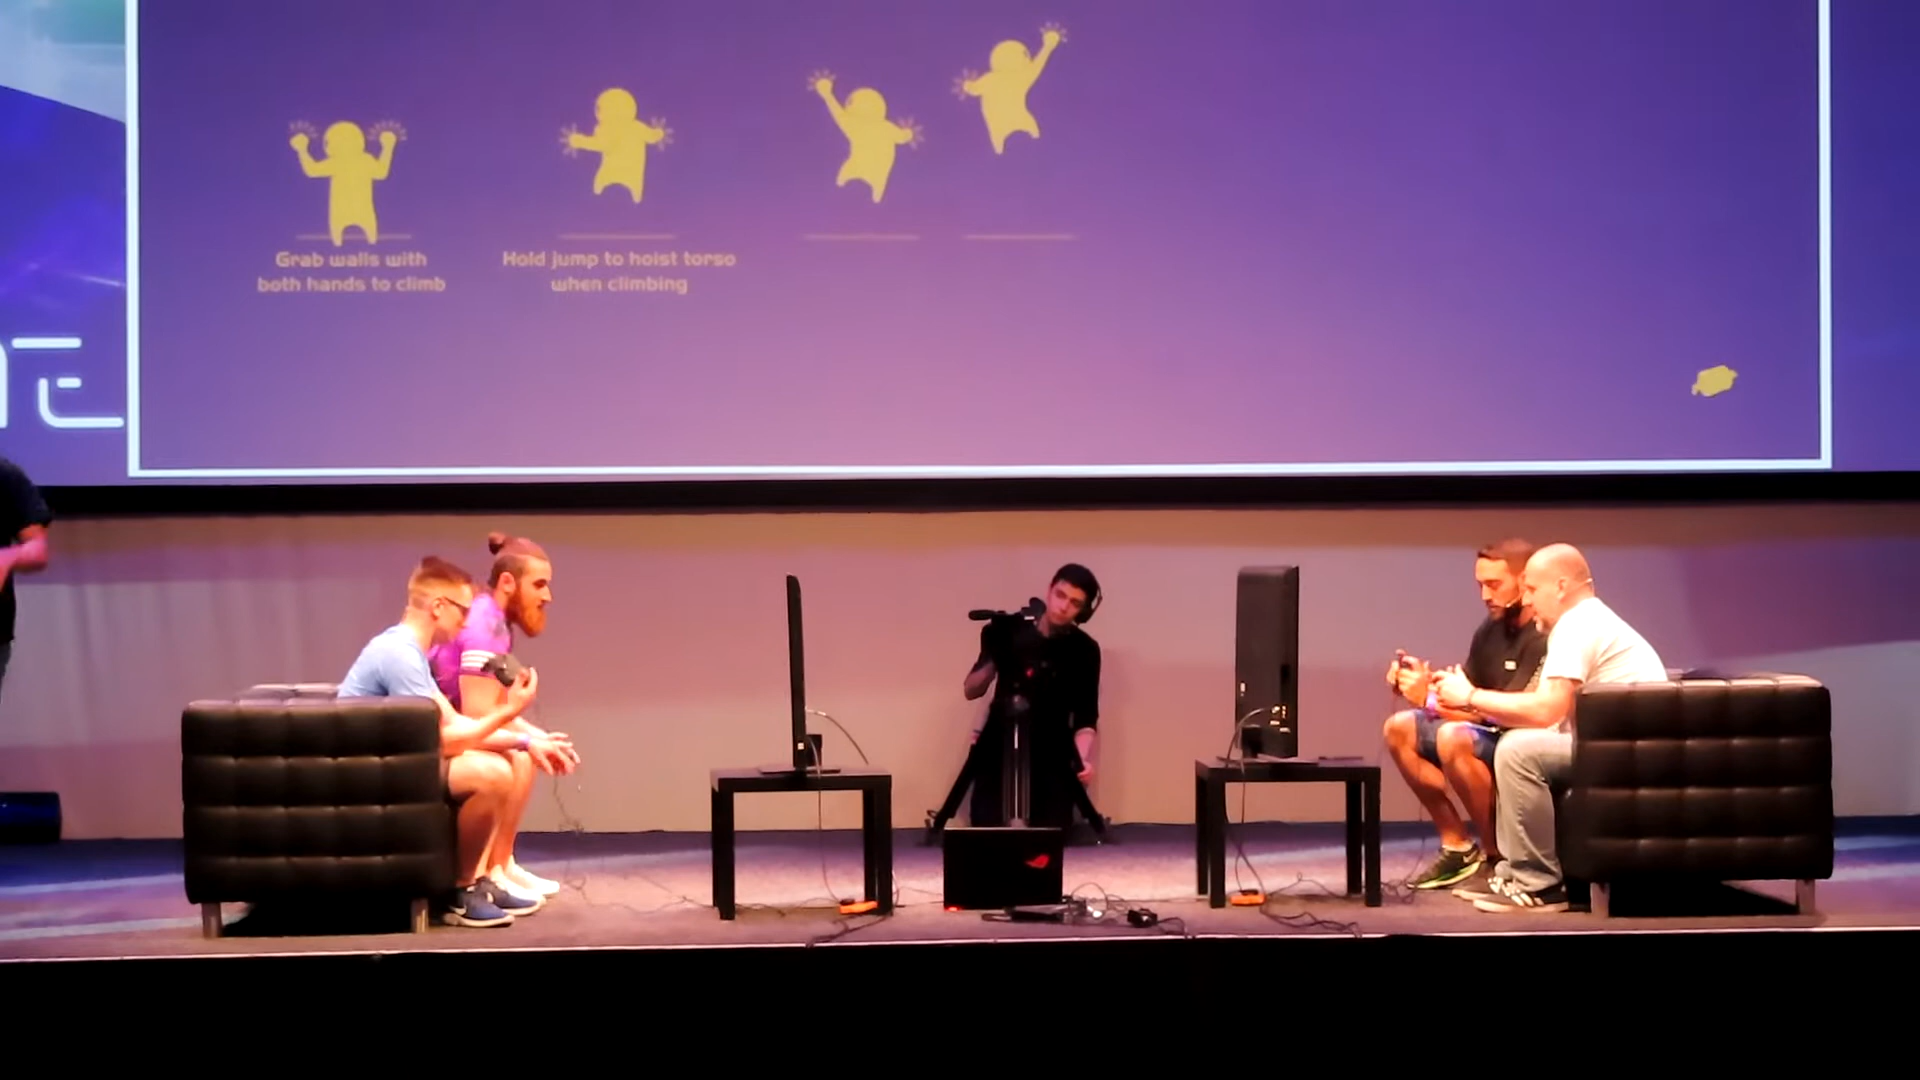 Grab walls with
both hands to climb
Hold jump to hoist torso
when climbing